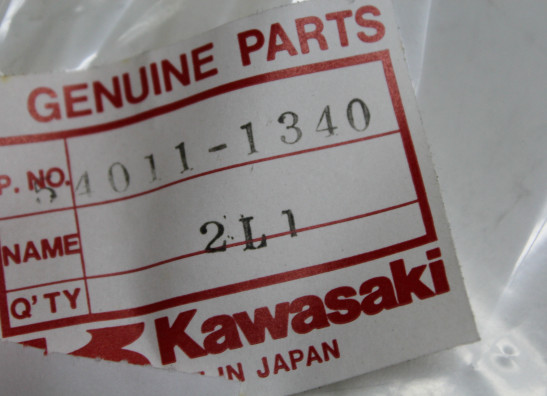 GENUINE PARTS
P. NO. 54011-1340
NAME 2L1
Q'TY
Kawasaki
IN JAPAN